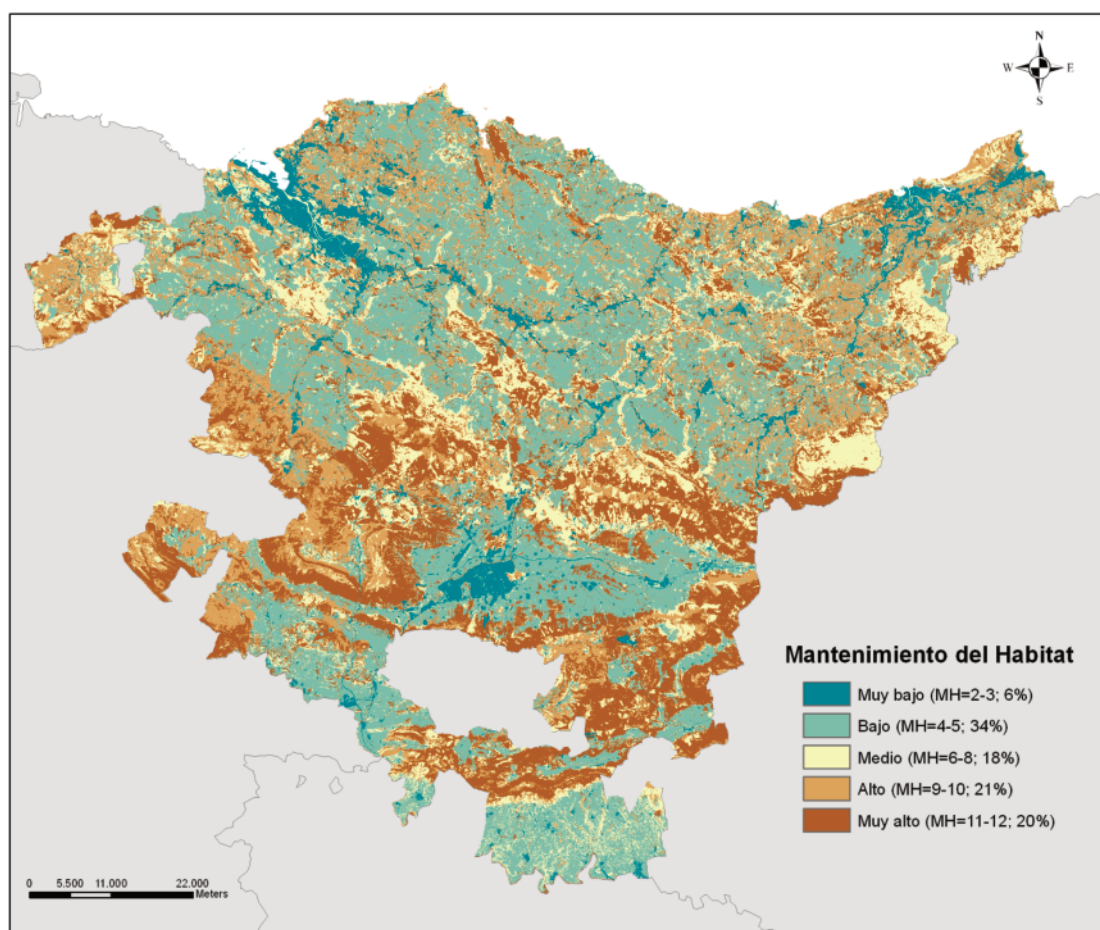 N
W E
S
Mantenimiento del Habitat
Muy bajo (MH=2-3; 6%)
Bajo (MH=4-5; 34%)
Medio (MH=6-8; 18%)
Alto (MH=9-10; 21%)
Muy alto (MH=11-12; 20%)
0 5.500 11.000 22.000
Meters